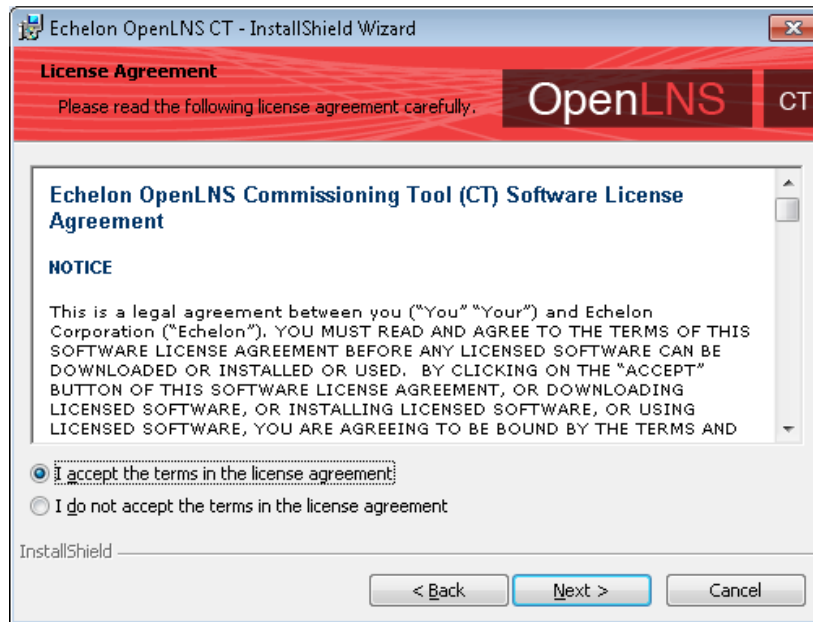 Echelon OpenLNS CT - InstallShield Wizard
License Agreement
Please read the following license agreement carefully.
OpenLNS CT
Echelon OpenLNS Commissioning Tool (CT) Software License
Agreement
NOTICE
This is a legal agreement between you (“You” “Your”) and Echelon
Corporation (“Echelon”). YOU MUST READ AND AGREE TO THE TERMS OF THIS
SOFTWARE LICENSE AGREEMENT BEFORE ANY LICENSED SOFTWARE CAN BE
DOWNLOADED OR INSTALLED OR USED.  BY CLICKING ON THE “ACCEPT”
BUTTON OF THIS SOFTWARE LICENSE AGREEMENT, OR DOWNLOADING
LICENSED SOFTWARE, OR INSTALLING LICENSED SOFTWARE, OR USING
LICENSED SOFTWARE, YOU ARE AGREEING TO BE BOUND BY THE TERMS AND
I accept the terms in the license agreement
I do not accept the terms in the license agreement
InstallShield
< Back Next > Cancel